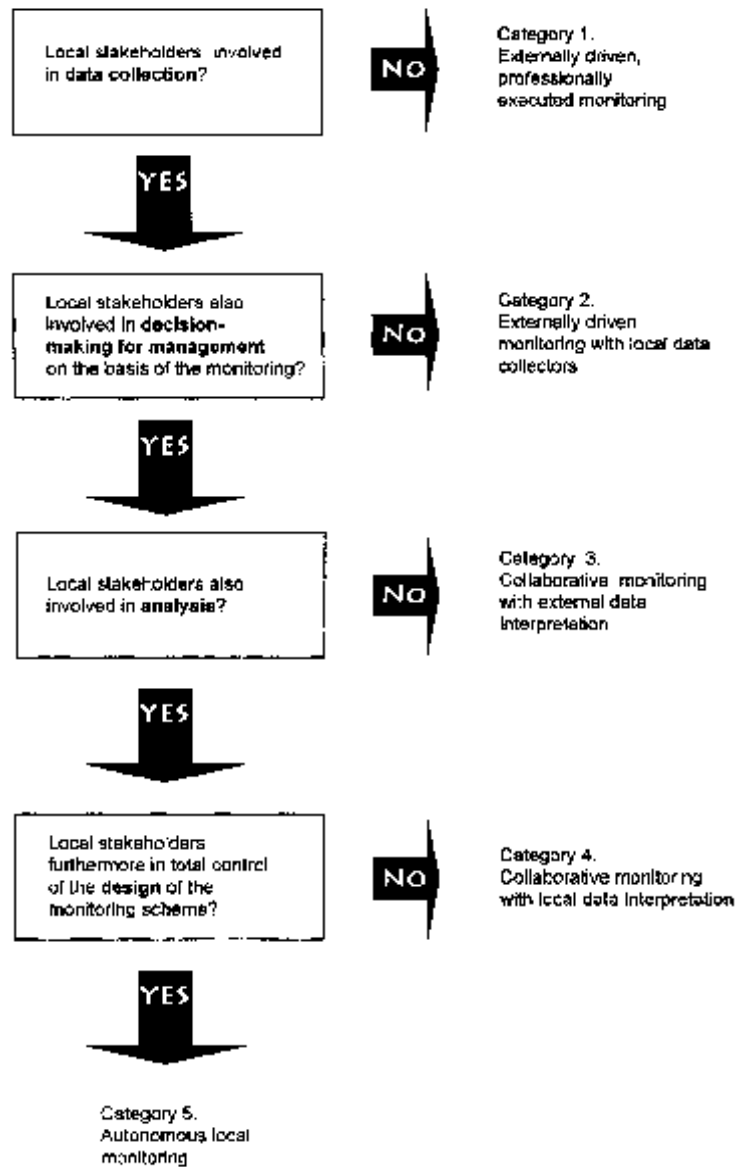 Local stakeholders involved
in data collection?
NO
Category 1.
Externally driven,
professionally
executed monitoring
YES
Local stakeholders also
involved in decision-
making for management
on the basis of the monitoring?
NO
Category 2.
Externally driven
monitoring with local data
collectors
YES
Local stakeholders also
involved in analysis?
NO
Category 3.
Collaborative monitoring
with external data
Interpretation
YES
Local stakeholders
furthermore in total control
of the design of the
monitoring scheme?
NO
Category 4.
Collaborative monitoring
with local data Interpretation
YES
Category 5.
Autonomous local
monitoring